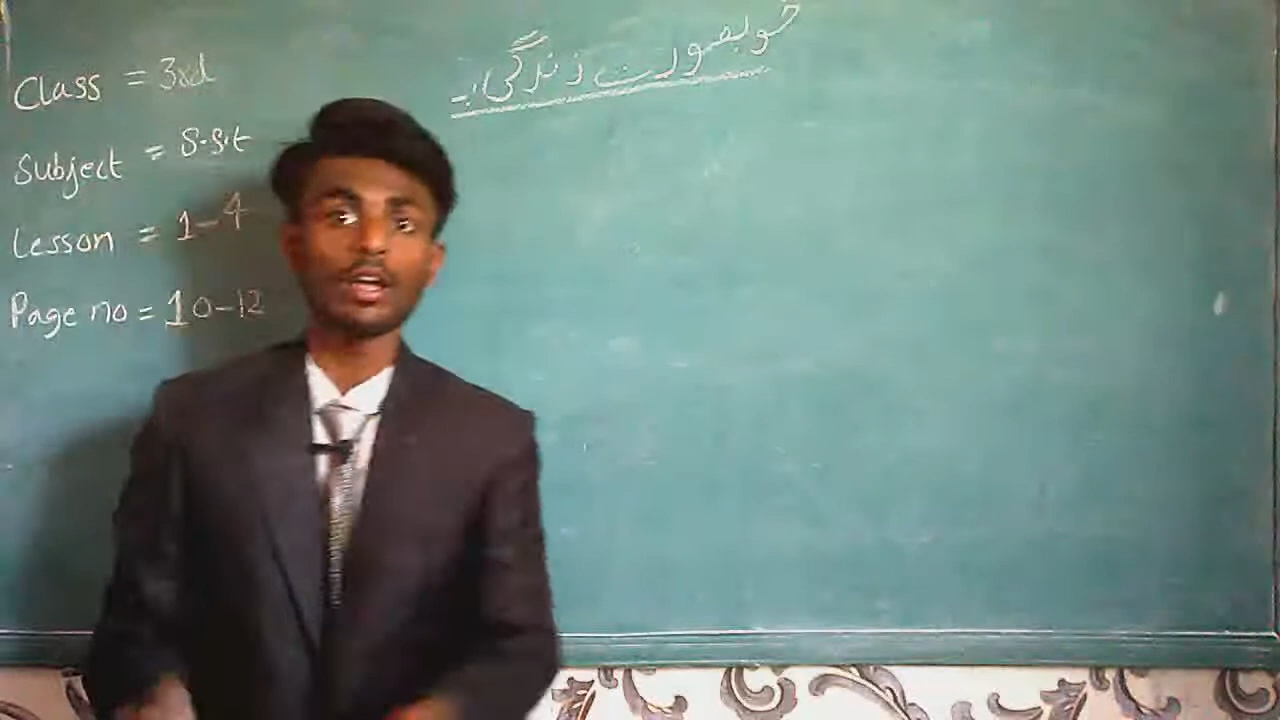 Class = 3rd
Subject = S.St
Lesson = 1-4
Page no = 10-12
خوبصورت زندگی :-